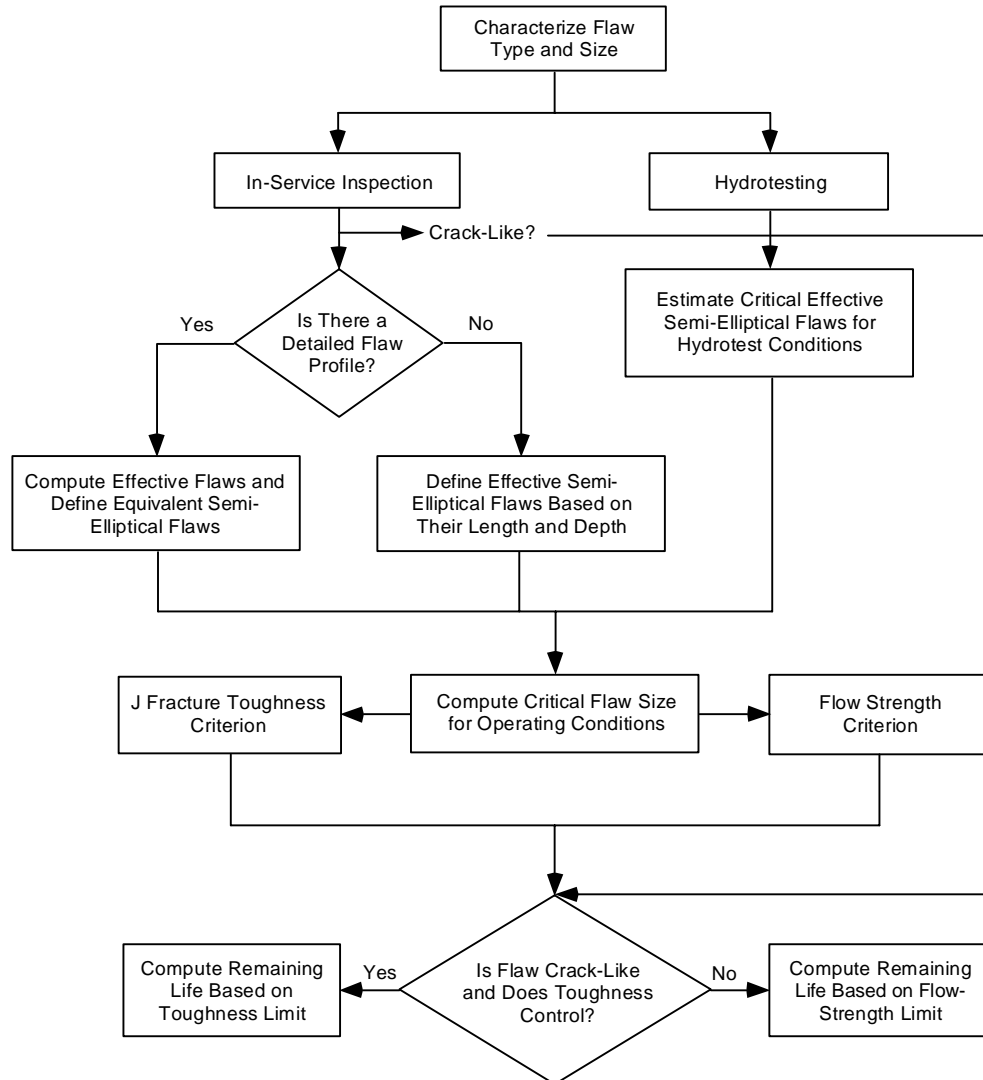 Characterize Flaw
Type and Size
In-Service Inspection
Hydrotesting
Crack-Like?
Yes
Is There a
Detailed Flaw
Profile?
No
Estimate Critical Effective
Semi-Elliptical Flaws for
Hydrotest Conditions
Compute Effective Flaws and
Define Equivalent Semi-
Elliptical Flaws
Define Effective Semi-
Elliptical Flaws Based on
Their Length and Depth
J Fracture Toughness
Criterion
Compute Critical Flaw Size
for Operating Conditions
Flow Strength
Criterion
Compute Remaining
Life Based on
Toughness Limit
Yes
Is Flaw Crack-Like
and Does Toughness
Control?
No
Compute Remaining
Life Based on Flow-
Strength Limit